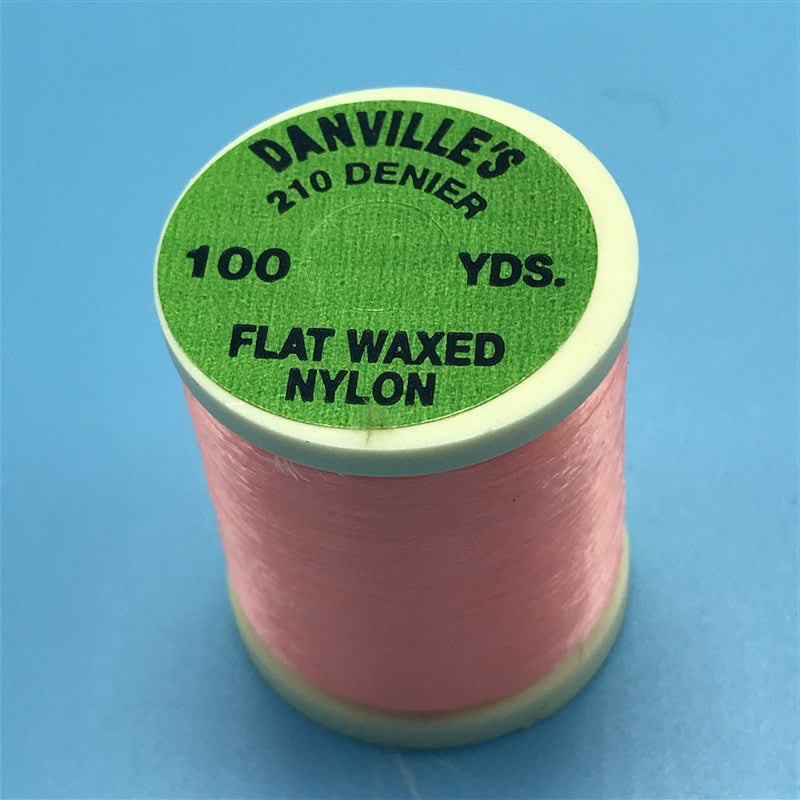 DANVILLE'S
210 DENIER
100 YDS.
FLAT WAXED
NYLON